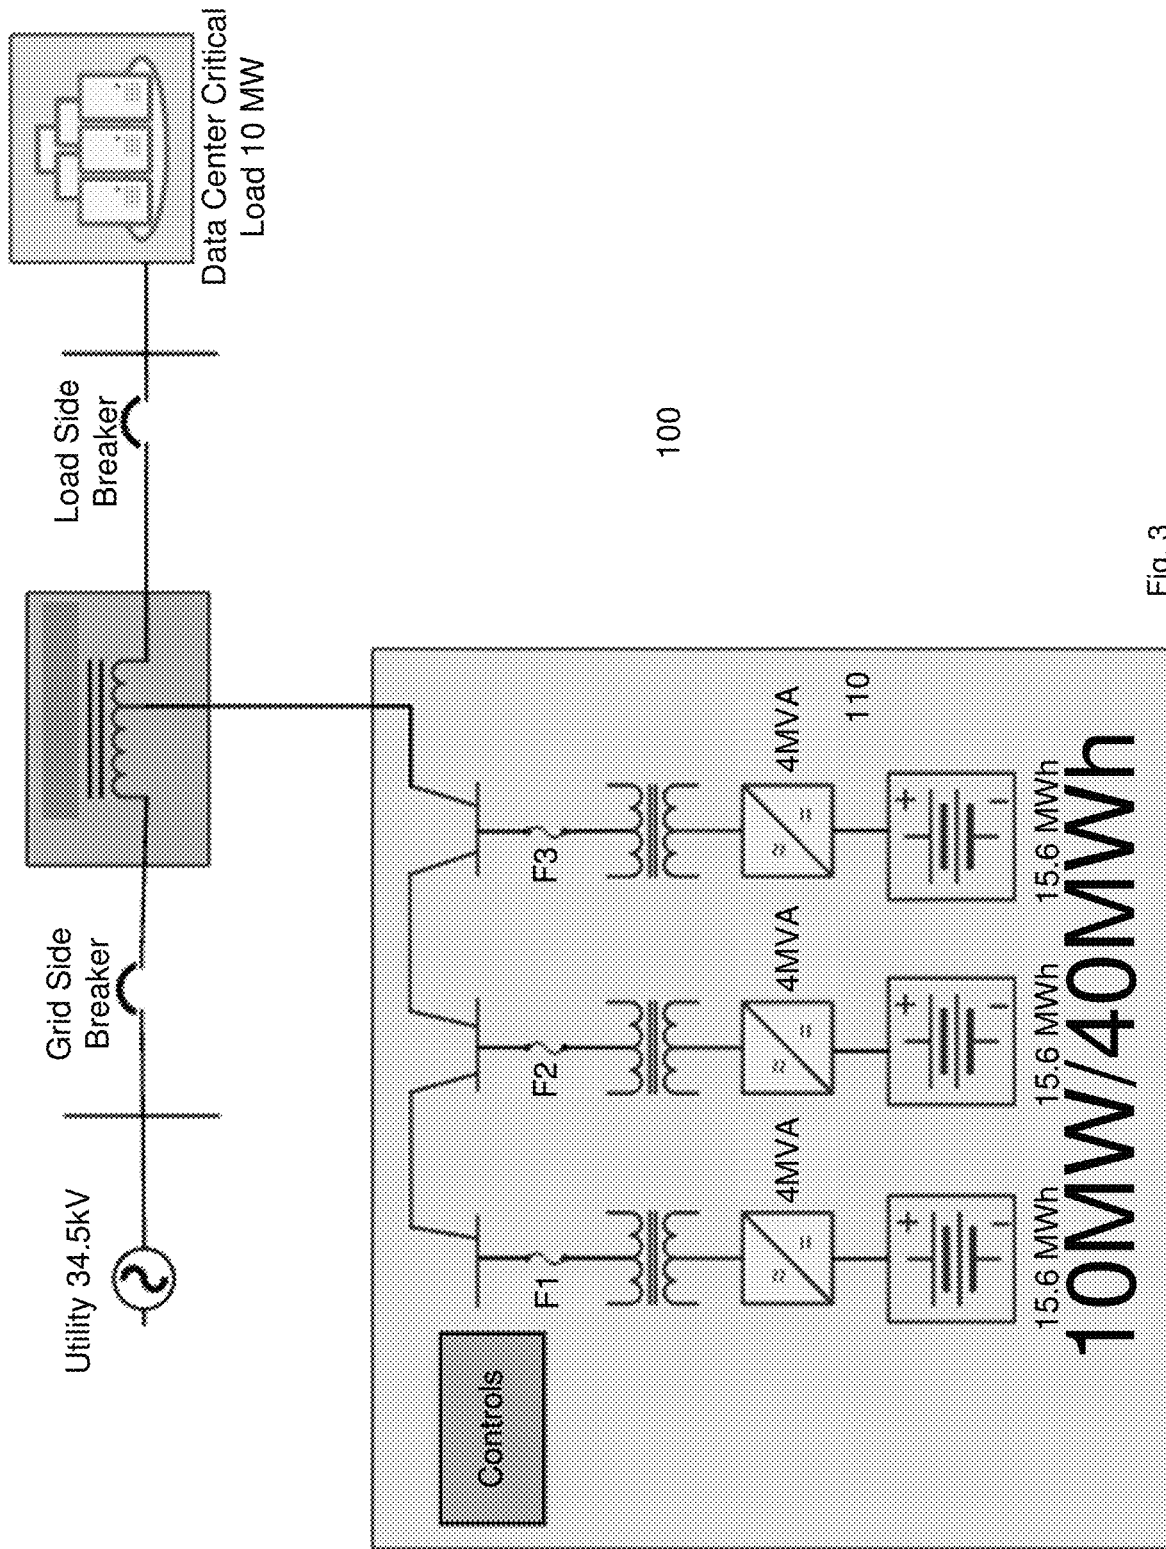 Utility 34.5kV
Grid Side
Breaker
Load Side
Breaker
Data Center Critical
Load 10 MW
100
Controls
F1
F2
F3
4MVA
4MVA
4MVA
110
15.6 MWh
15.6 MWh
15.6 MWh
10MW/40MWh
Fig. 3